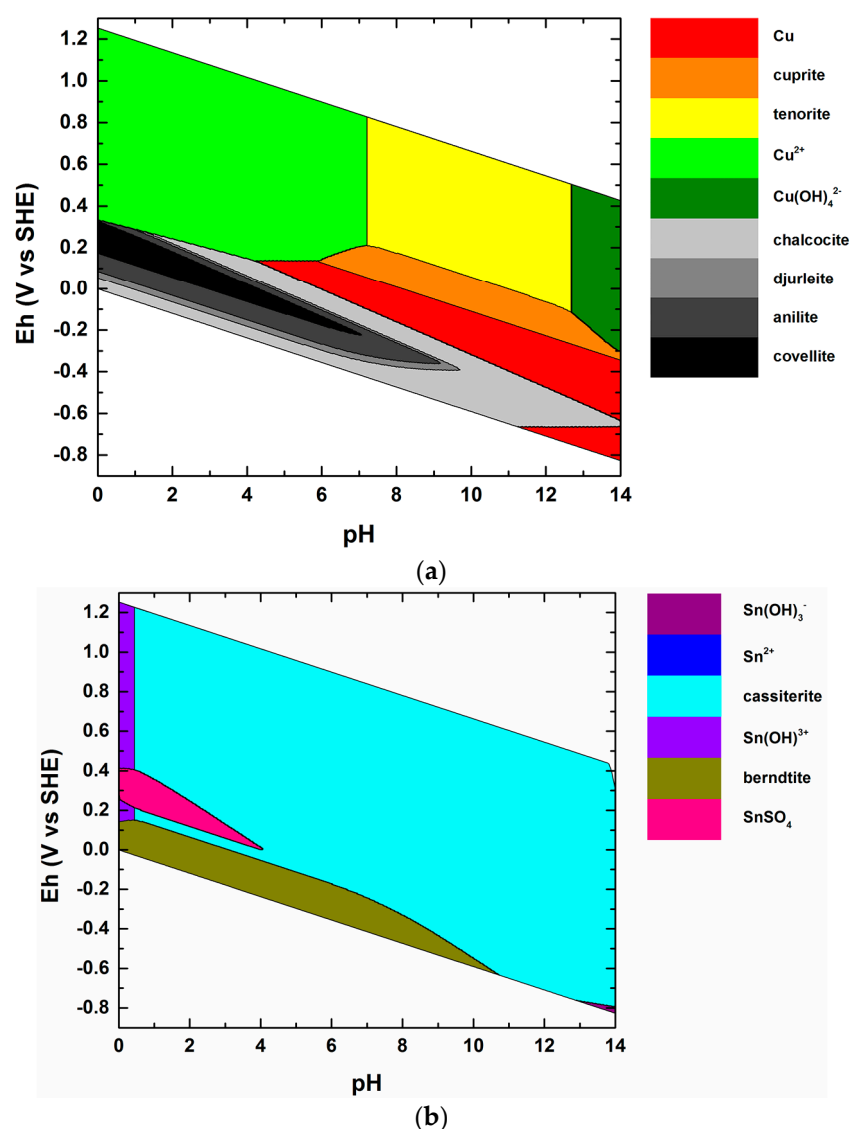 1.2
1.0
0.8
0.6
0.4
0.2
0.0
-0.2
-0.4
-0.6
-0.8
Eh (V vs SHE)
0 2 4 6 8 10 12 14
pH
Cu
cuprite
tenorite
Cu²⁺
Cu(OH)₄²⁻
chalcocite
djurleite
anilite
covellite
(a)
1.2
1.0
0.8
0.6
0.4
0.2
0.0
-0.2
-0.4
-0.6
-0.8
Eh (V vs SHE)
0 2 4 6 8 10 12 14
pH
Sn(OH)₃⁻
Sn²⁺
cassiterite
Sn(OH)³⁺
berndtite
SnSO₄
(b)